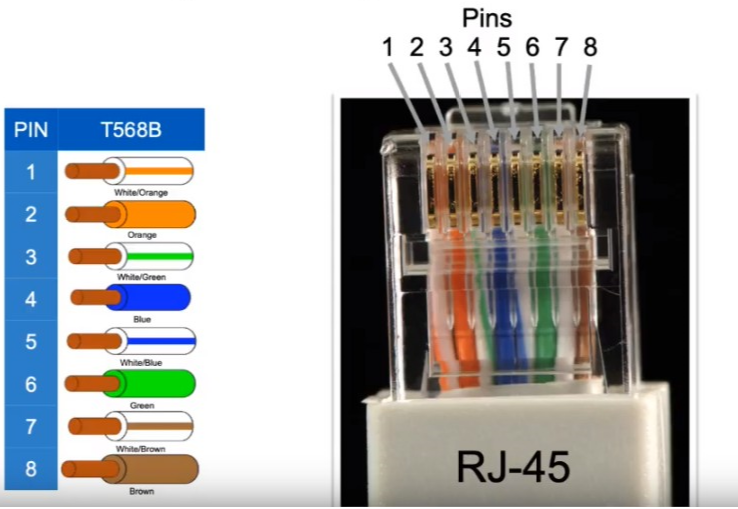 Pins
1 2 3 4 5 6 7 8
PIN T568B
1
White/Orange
2
Orange
3
White/Green
4
Blue
5
White/Blue
6
Green
7
White/Brown
8
Brown
RJ-45